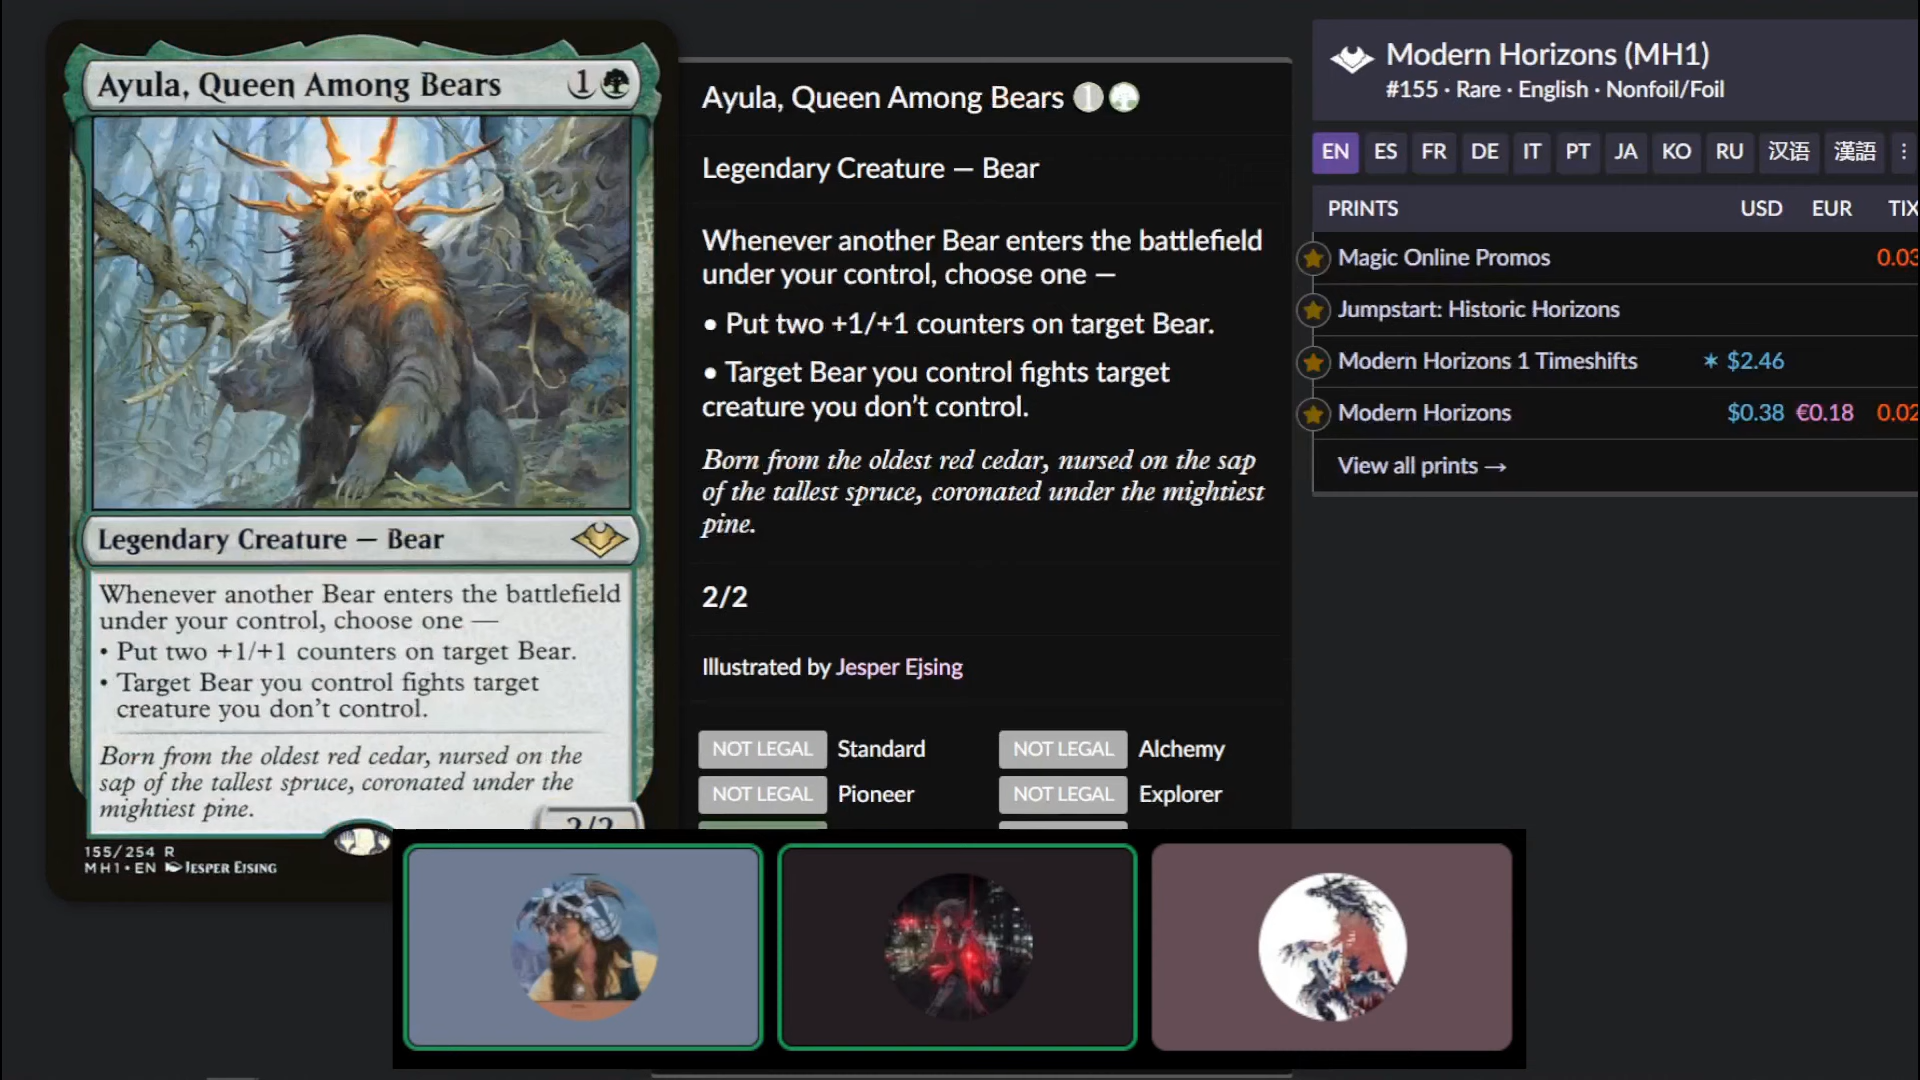 Ayula, Queen Among Bears 1
Legendary Creature — Bear
Whenever another Bear enters the battlefield
under your control, choose one —
• Put two +1/+1 counters on target Bear.
• Target Bear you control fights target
creature you don't control.
Born from the oldest red cedar, nursed on the
sap of the tallest spruce, coronated under the
mightiest pine.
2/2
155/254 R
MH1 • EN JESPER EJSING
Ayula, Queen Among Bears 1
Legendary Creature — Bear
Whenever another Bear enters the battlefield
under your control, choose one —
• Put two +1/+1 counters on target Bear.
• Target Bear you control fights target
creature you don't control.
Born from the oldest red cedar, nursed on the sap
of the tallest spruce, coronated under the mightiest
pine.
2/2
Illustrated by Jesper Ejsing
NOT LEGAL Standard NOT LEGAL Alchemy
NOT LEGAL Pioneer NOT LEGAL Explorer
Modern Horizons (MH1)
#155 · Rare · English · Nonfoil/Foil
EN ES FR DE IT PT JA KO RU 汉语 漢語
PRINTS USD EUR TIX
Magic Online Promos 0.03
Jumpstart: Historic Horizons
Modern Horizons 1 Timeshifts ✶ $2.46
Modern Horizons $0.38 €0.18 0.02
View all prints →